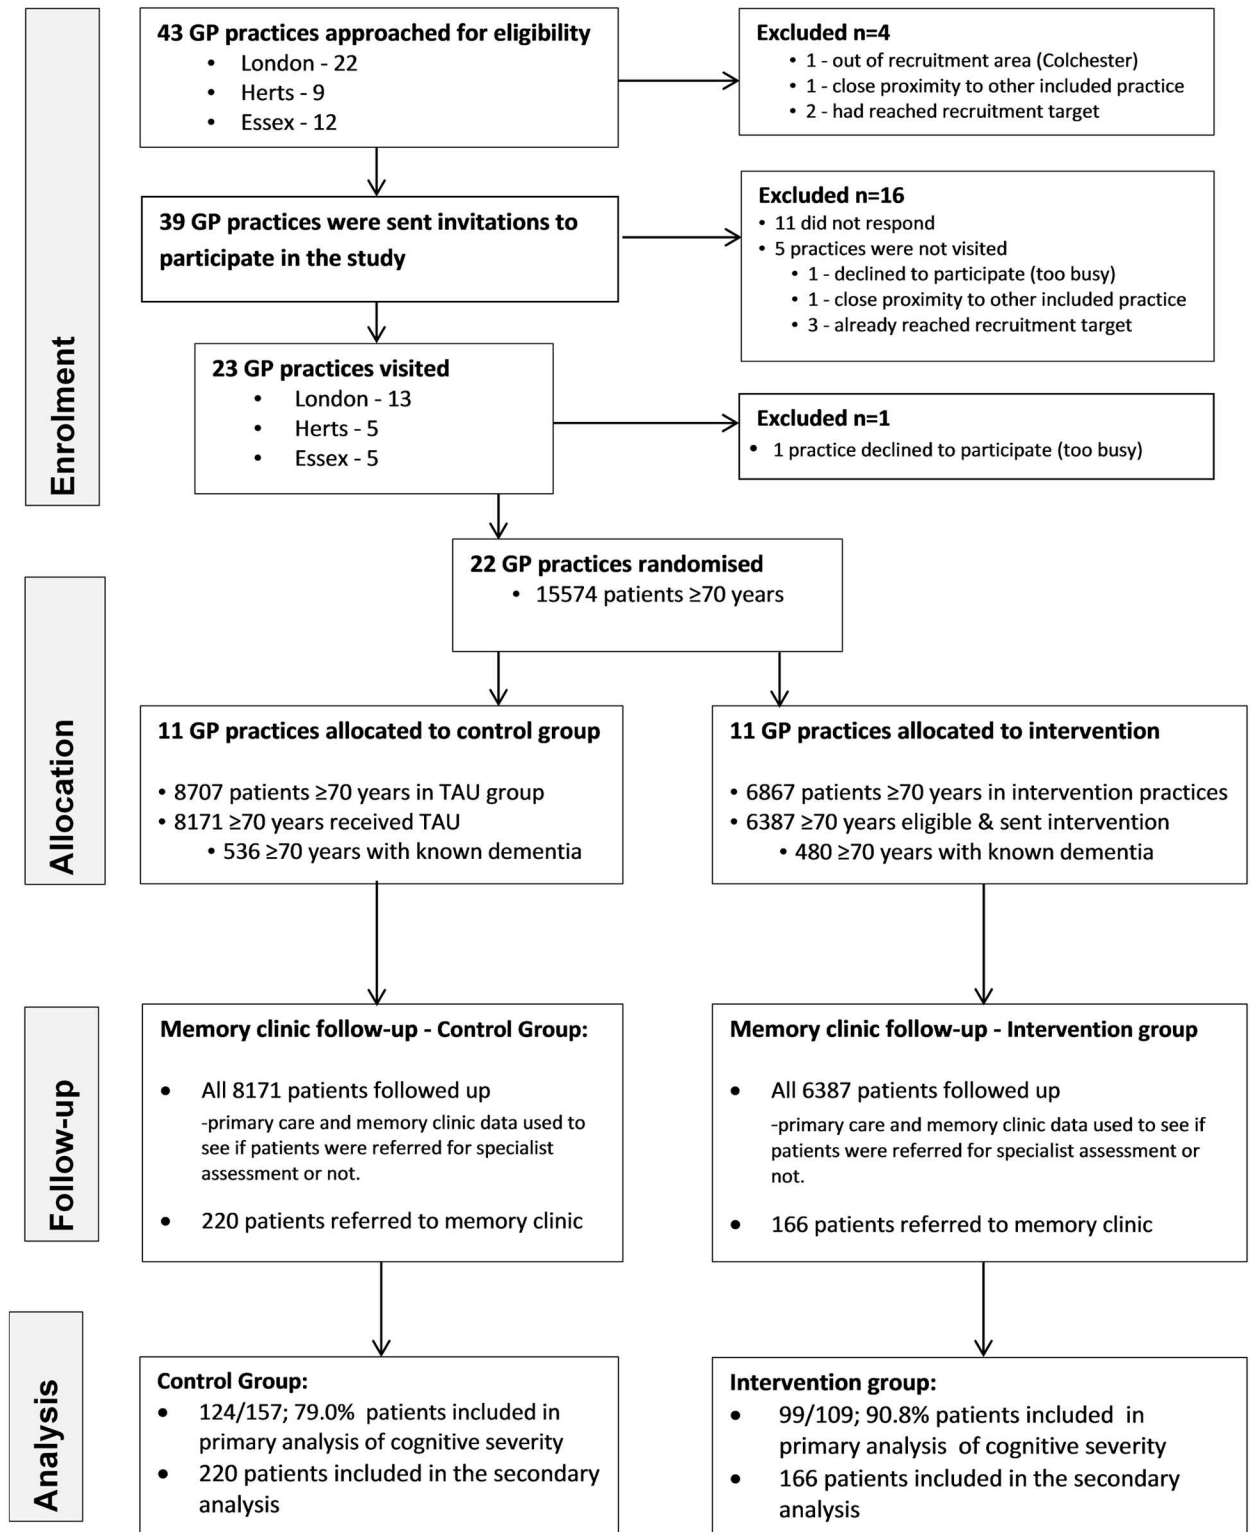 Enrolment
43 GP practices approached for eligibility
• London - 22
• Herts - 9
• Essex - 12
Excluded n=4
• 1 - out of recruitment area (Colchester)
• 1 - close proximity to other included practice
• 2 - had reached recruitment target
39 GP practices were sent invitations to
participate in the study
Excluded n=16
• 11 did not respond
• 5 practices were not visited
• 1 - declined to participate (too busy)
• 1 - close proximity to other included practice
• 3 - already reached recruitment target
23 GP practices visited
• London - 13
• Herts - 5
• Essex - 5
Excluded n=1
• 1 practice declined to participate (too busy)
22 GP practices randomised
• 15574 patients ≥70 years
Allocation
11 GP practices allocated to control group
• 8707 patients ≥70 years in TAU group
• 8171 ≥70 years received TAU
• 536 ≥70 years with known dementia
11 GP practices allocated to intervention
• 6867 patients ≥70 years in intervention practices
• 6387 ≥70 years eligible & sent intervention
• 480 ≥70 years with known dementia
Follow-up
Memory clinic follow-up - Control Group:
• All 8171 patients followed up
-primary care and memory clinic data used to
see if patients were referred for specialist
assessment or not.
• 220 patients referred to memory clinic
Memory clinic follow-up - Intervention group
• All 6387 patients followed up
-primary care and memory clinic data used to see if
patients were referred for specialist assessment or
not.
• 166 patients referred to memory clinic
Analysis
Control Group:
• 124/157; 79.0% patients included in
primary analysis of cognitive severity
• 220 patients included in the secondary
analysis
Intervention group:
• 99/109; 90.8% patients included in
primary analysis of cognitive severity
• 166 patients included in the secondary
analysis